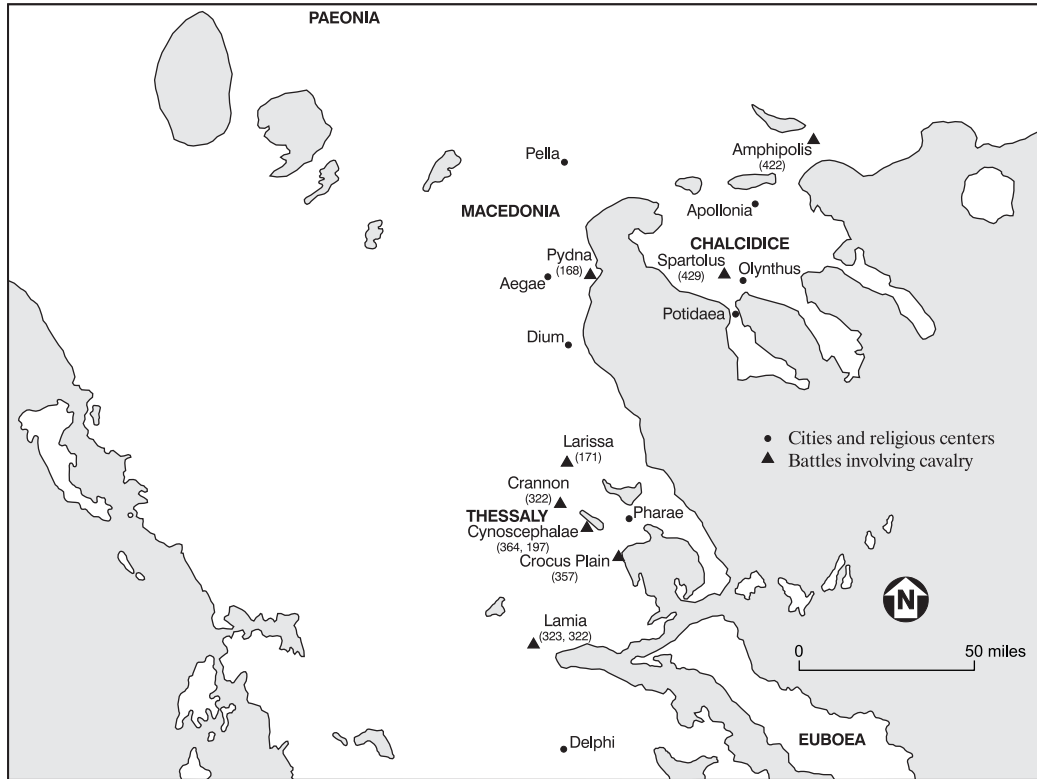 PAEONIA
Pella
Amphipolis
(422)
MACEDONIA
Apollonia
CHALCIDICE
Pydna
(168)
Spartolus
(429)
Olynthus
Aegae
Potidaea
Dium
Cities and religious centers
Battles involving cavalry
Larissa
(171)
Crannon
(322)
THESSALY
Pharae
Cynoscephalae
(364, 197)
Crocus Plain
(357)
N
Lamia
(323, 322)
0 50 miles
EUBOEA
Delphi